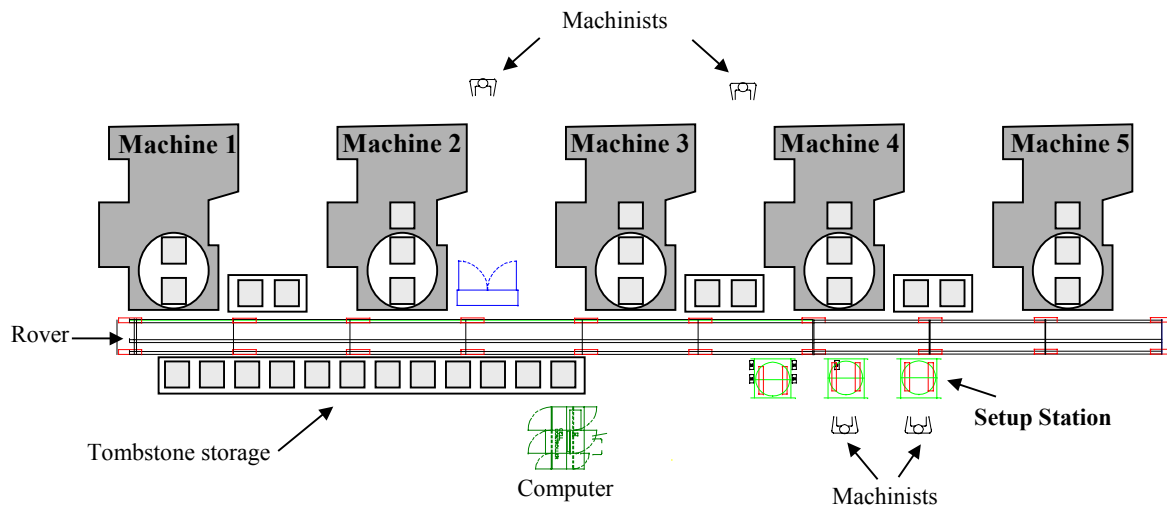 Machinists
Machine 1
Machine 2
Machine 3
Machine 4
Machine 5
Rover
Setup Station
Tombstone storage
Computer
Machinists